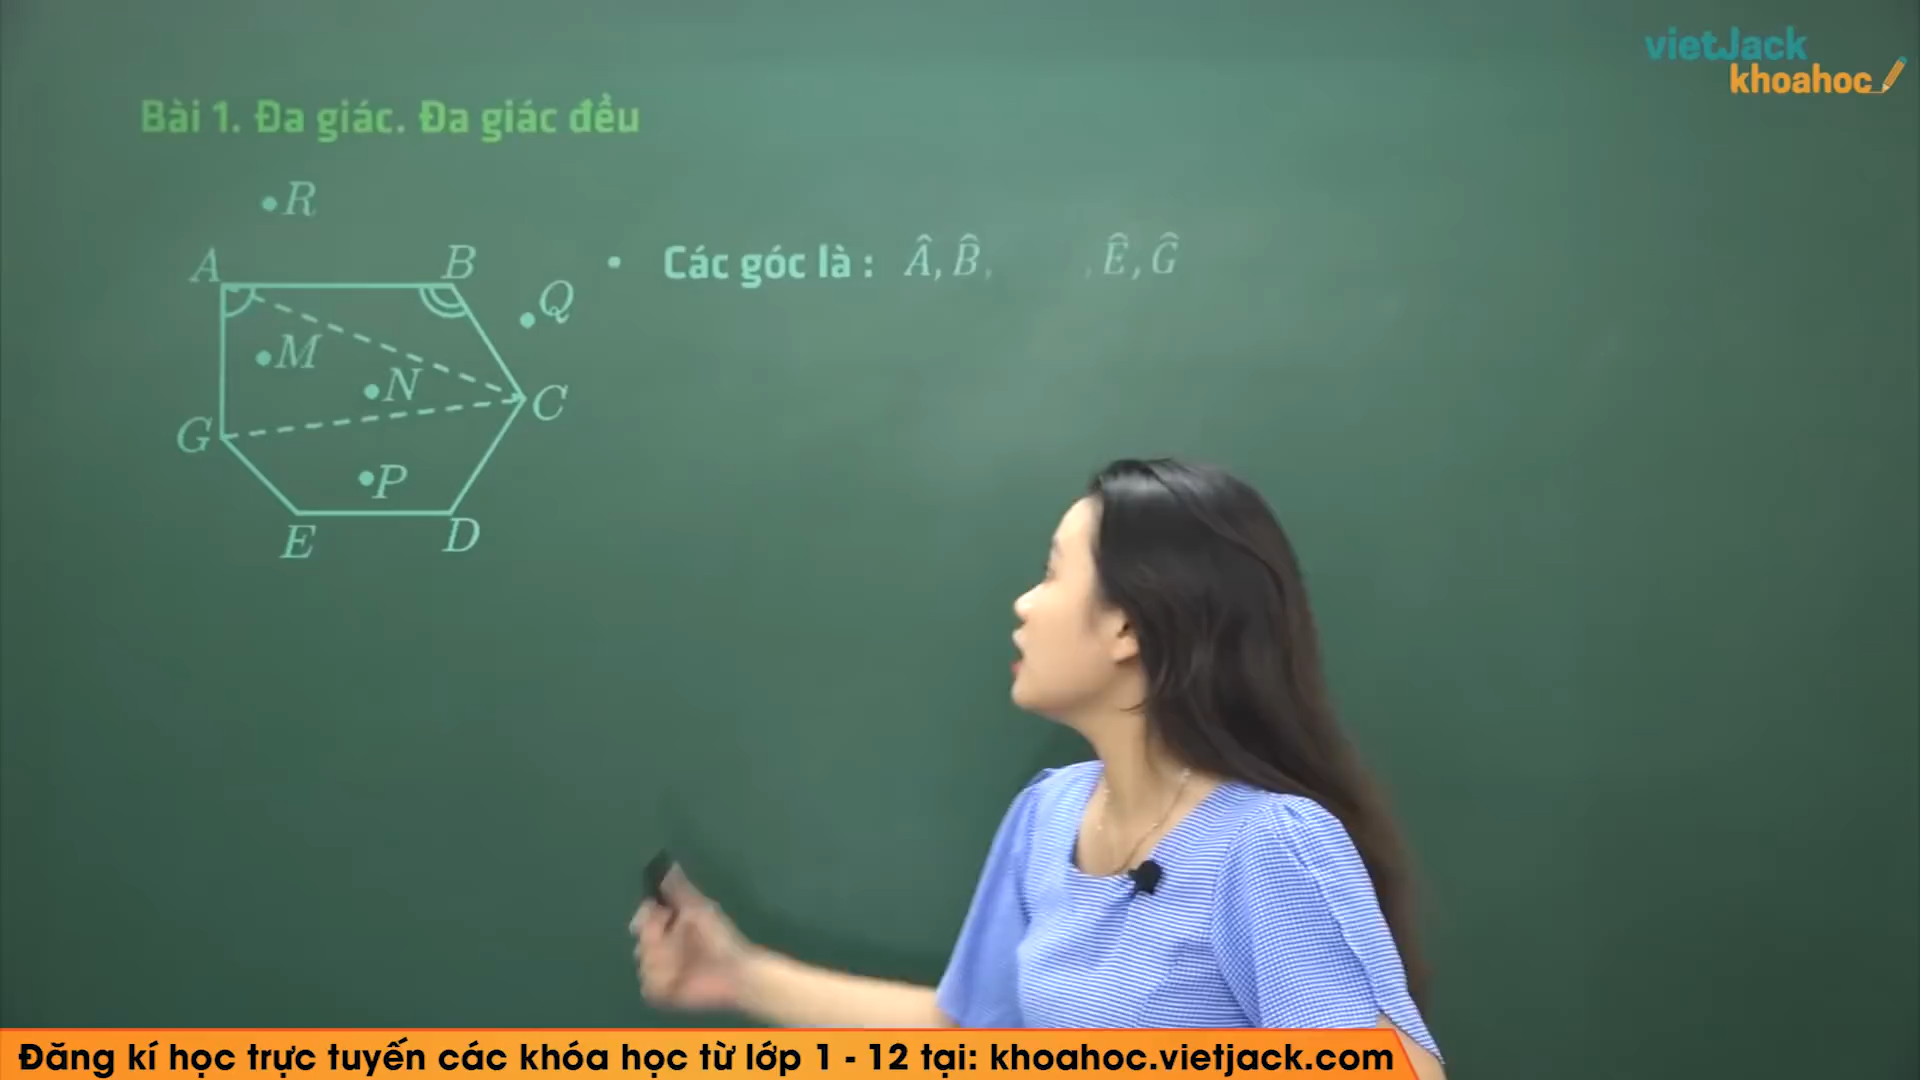 vietJack
khoahoc
Bài 1. Đa giác. Đa giác đều
R
A
B
Q
M
N
C
G
P
E
D
• Các góc là : Â, B̂, , Ê, Ĝ
Đăng kí học trực tuyến các khóa học từ lớp 1 - 12 tại: khoahoc.vietjack.com